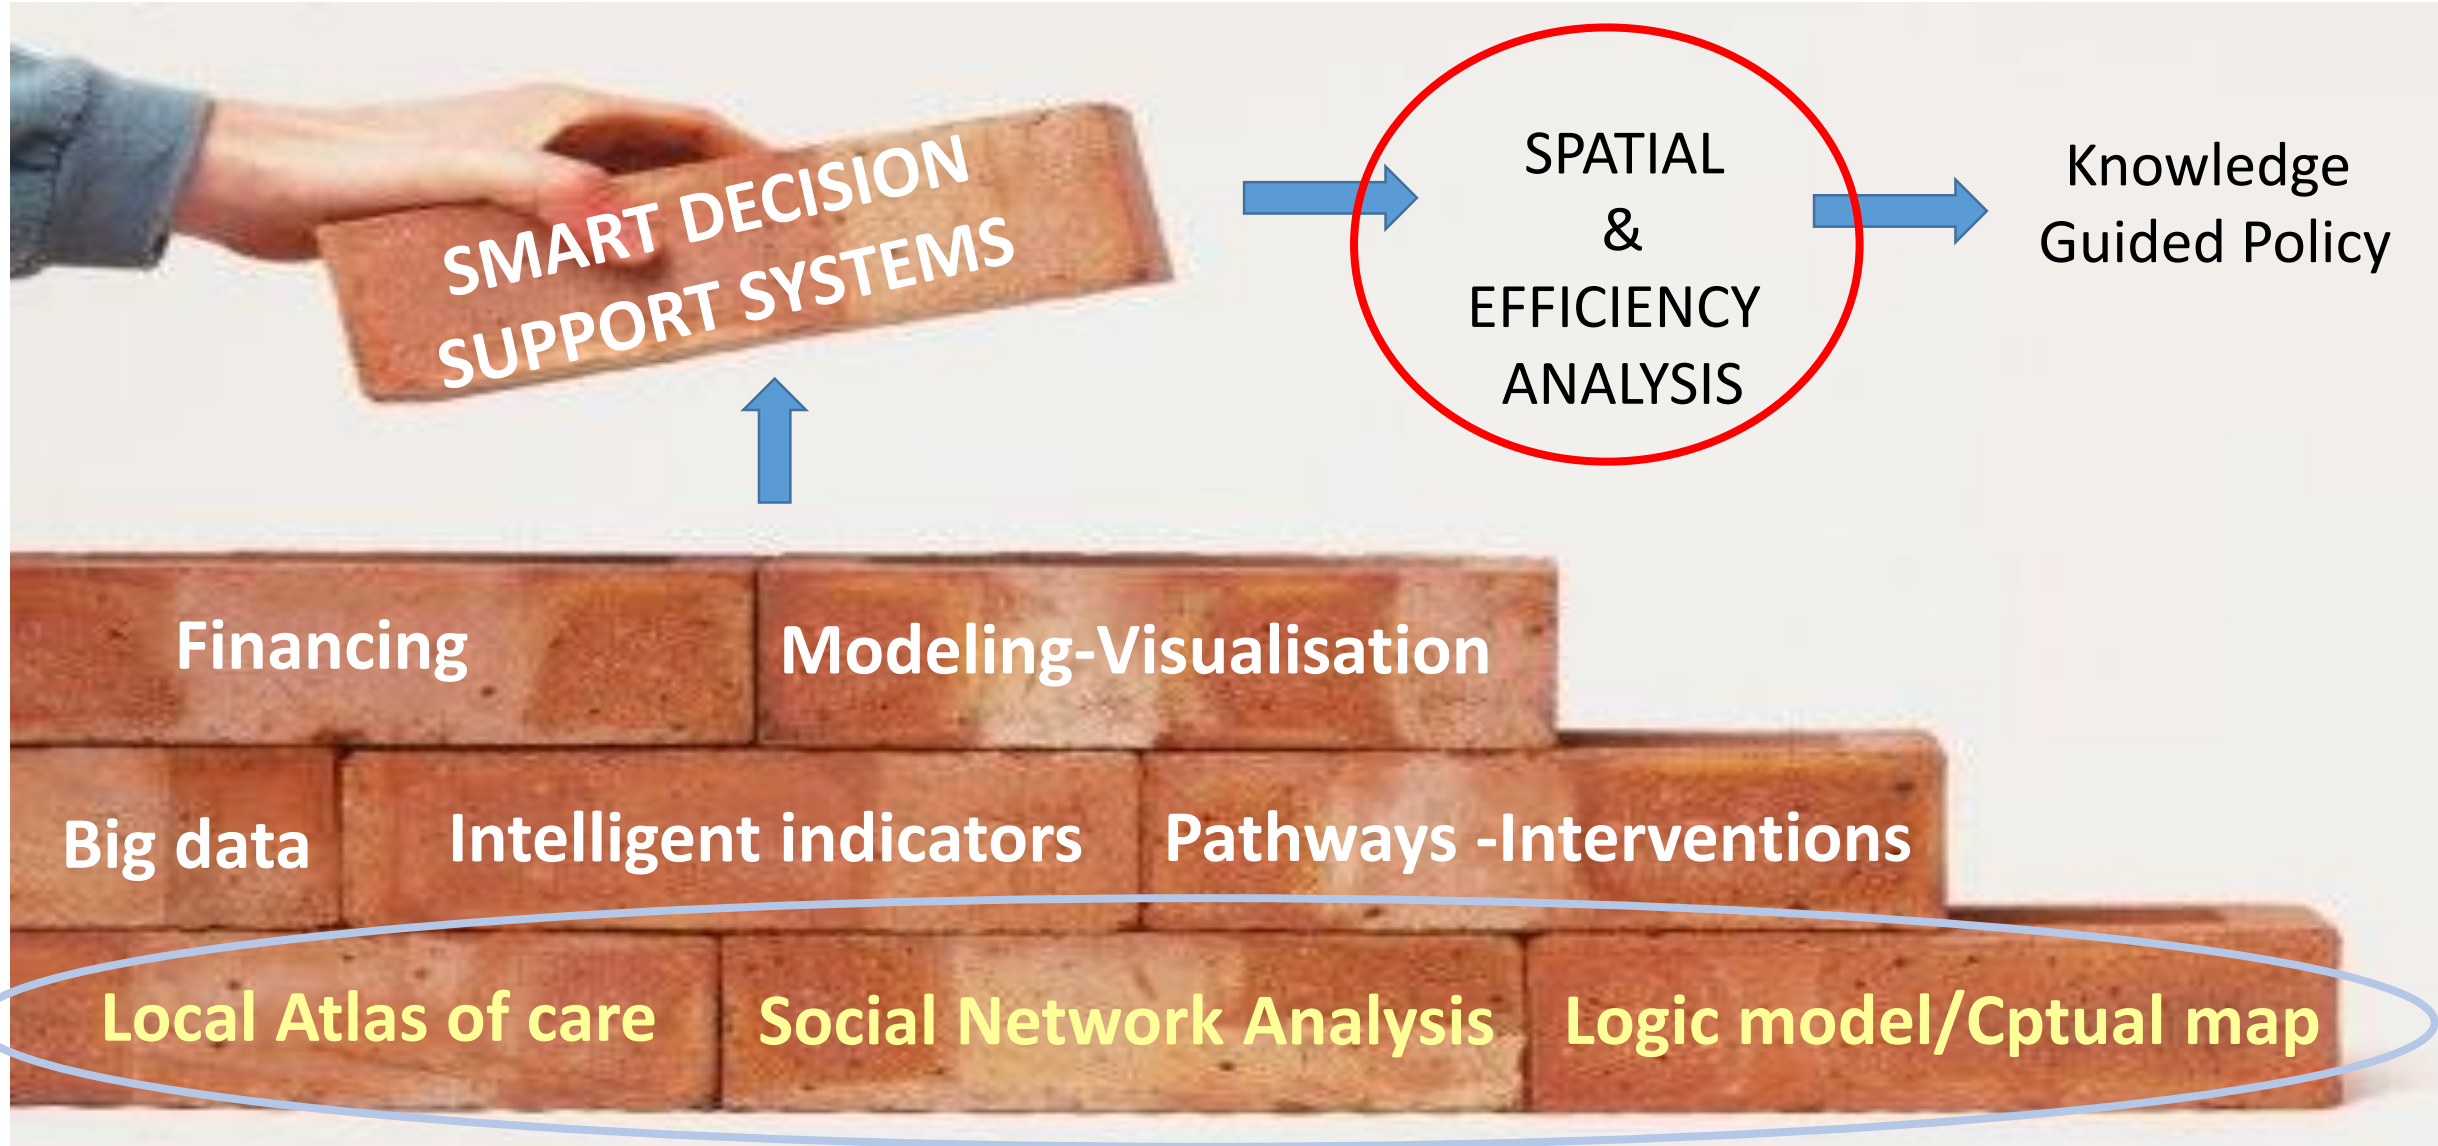 SMART DECISION
SUPPORT SYSTEMS
SPATIAL
&
EFFICIENCY
ANALYSIS
Knowledge
Guided Policy
Financing
Modeling-Visualisation
Big data
Intelligent indicators
Pathways -Interventions
Local Atlas of care
Social Network Analysis
Logic model/Cptual map